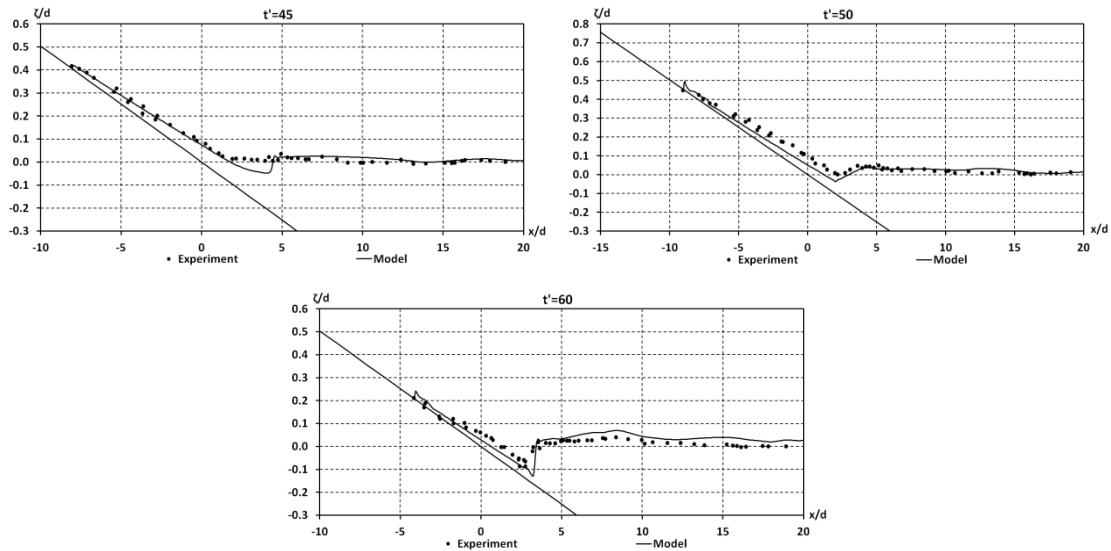 ζ/d t'=45
0.6
0.5
0.4
0.3
0.2
0.1
0.0
-0.1
-0.2
-0.3
-10 -5 0 5 10 15 20
x/d
• Experiment —Model
ζ/d t'=50
0.8
0.7
0.6
0.5
0.4
0.3
0.2
0.1
0.0
-0.1
-0.2
-0.3
-15 -10 -5 0 5 10 15 20
x/d
• Experiment —Model
ζ/d t'=60
0.6
0.5
0.4
0.3
0.2
0.1
0.0
-0.1
-0.2
-0.3
-10 -5 0 5 10 15 20
x/d
• Experiment —Model